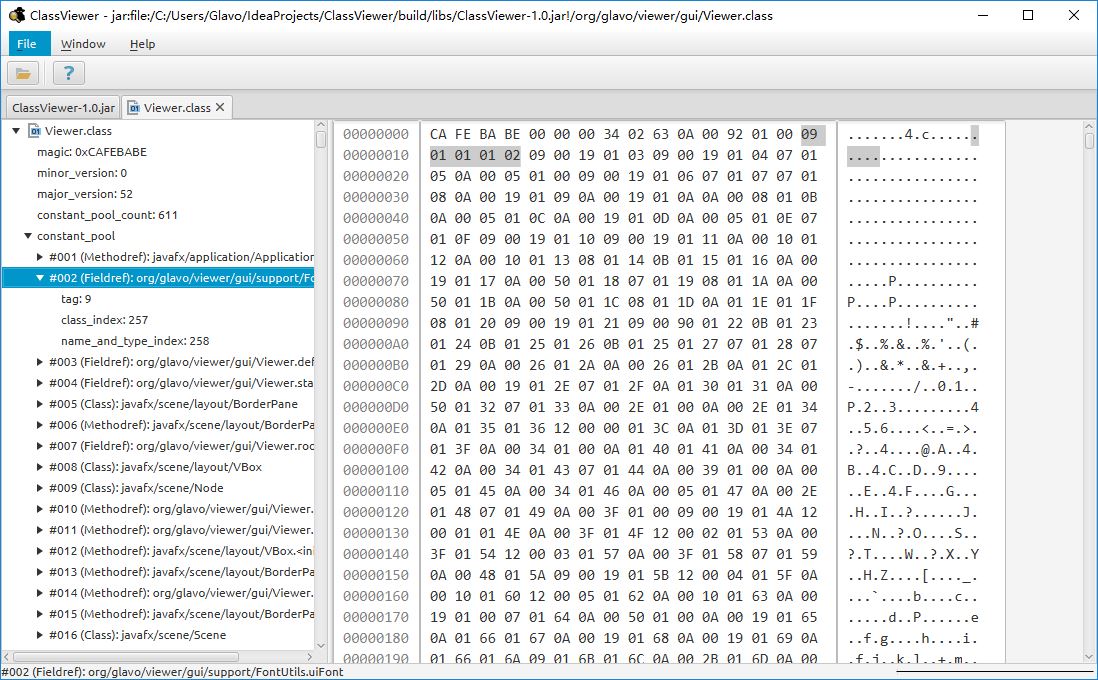 ClassViewer - jar:file:/C:/Users/Glavo/IdeaProjects/ClassViewer/build/libs/ClassViewer-1.0.jar!/org/glavo/viewer/gui/Viewer.class
File Window Help
?
ClassViewer-1.0.jar Viewer.class
Viewer.class
magic: 0xCAFEBABE
minor_version: 0
major_version: 52
constant_pool_count: 611
constant_pool
#001 (Methodref): javafx/application/Application
#002 (Fieldref): org/glavo/viewer/gui/support/Fo
tag: 9
class_index: 257
name_and_type_index: 258
#003 (Fieldref): org/glavo/viewer/gui/Viewer.def
#004 (Fieldref): org/glavo/viewer/gui/Viewer.sta
#005 (Class): javafx/scene/layout/BorderPane
#006 (Methodref): javafx/scene/layout/BorderPa
#007 (Fieldref): org/glavo/viewer/gui/Viewer.roo
#008 (Class): javafx/scene/layout/VBox
#009 (Class): javafx/scene/Node
#010 (Methodref): org/glavo/viewer/gui/Viewer.
#011 (Methodref): org/glavo/viewer/gui/Viewer.
#012 (Methodref): javafx/scene/layout/VBox.<ini
#013 (Methodref): javafx/scene/layout/BorderPa
#014 (Methodref): org/glavo/viewer/gui/Viewer.
#015 (Methodref): javafx/scene/layout/BorderPa
#016 (Class): javafx/scene/Scene
00000000 CA FE BA BE 00 00 00 34 02 63 0A 00 92 01 00 09 .......4.c......
00000010 01 01 01 02 09 00 19 01 03 09 00 19 01 04 07 01 ................
00000020 05 0A 00 05 01 00 09 00 19 01 06 07 01 07 07 01 ................
00000030 08 0A 00 19 01 09 0A 00 19 01 0A 0A 00 08 01 0B ................
00000040 0A 00 05 01 0C 0A 00 19 01 0D 0A 00 05 01 0E 07 ................
00000050 01 0F 09 00 19 01 10 09 00 19 01 11 0A 00 10 01 ................
00000060 12 0A 00 10 01 13 08 01 14 0B 01 15 01 16 0A 00 ................
00000070 19 01 17 0A 00 50 01 18 07 01 19 08 01 1A 0A 00 .....P..........
00000080 50 01 1B 0A 00 50 01 1C 08 01 1D 0A 01 1E 01 1F P....P..........
00000090 08 01 20 09 00 19 01 21 09 00 90 01 22 0B 01 23 .......!...."..#
000000A0 01 24 0B 01 25 01 26 0B 01 25 01 27 07 01 28 07 .$..%.&..%.'..(.
000000B0 01 29 0A 00 26 01 2A 0A 00 26 01 2B 0A 01 2C 01 .)..&.*..&.+..,.
000000C0 2D 0A 00 19 01 2E 07 01 2F 0A 01 30 01 31 0A 00 -......./..0.1..
000000D0 50 01 32 07 01 33 0A 00 2E 01 00 0A 00 2E 01 34 P.2..3.........4
000000E0 0A 01 35 01 36 12 00 00 01 3C 0A 01 3D 01 3E 07 ..5.6....<..=.>.
000000F0 01 3F 0A 00 34 01 00 0A 01 40 01 41 0A 00 34 01 .?..4....@.A..4.
00000100 42 0A 00 34 01 43 07 01 44 0A 00 39 01 00 0A 00 B..4.C..D..9....
00000110 05 01 45 0A 00 34 01 46 0A 00 05 01 47 0A 00 2E ..E..4.F....G...
00000120 01 48 07 01 49 0A 00 3F 01 00 09 00 19 01 4A 12 .H..I..?......J.
00000130 00 01 01 4E 0A 00 3F 01 4F 12 00 02 01 53 0A 00 ...N..?.O....S..
00000140 3F 01 54 12 00 03 01 57 0A 00 3F 01 58 07 01 59 ?.T....W..?.X..Y
00000150 0A 00 48 01 5A 09 00 19 01 5B 12 00 04 01 5F 0A ..H.Z....[...._.
00000160 00 10 01 60 12 00 05 01 62 0A 00 10 01 63 0A 00 ...`....b....c..
00000170 19 01 00 07 01 64 0A 00 50 01 00 0A 00 19 01 65 .....d..P......e
00000180 0A 01 66 01 67 0A 00 19 01 68 0A 00 19 01 69 0A ..f.g....h....i.
00000190 01 66 01 6A 09 01 6B 01 6C 0A 00 2B 01 6D 0A 00 .f.j..k.l..+.m..
#002 (Fieldref): org/glavo/viewer/gui/support/FontUtils.uiFont